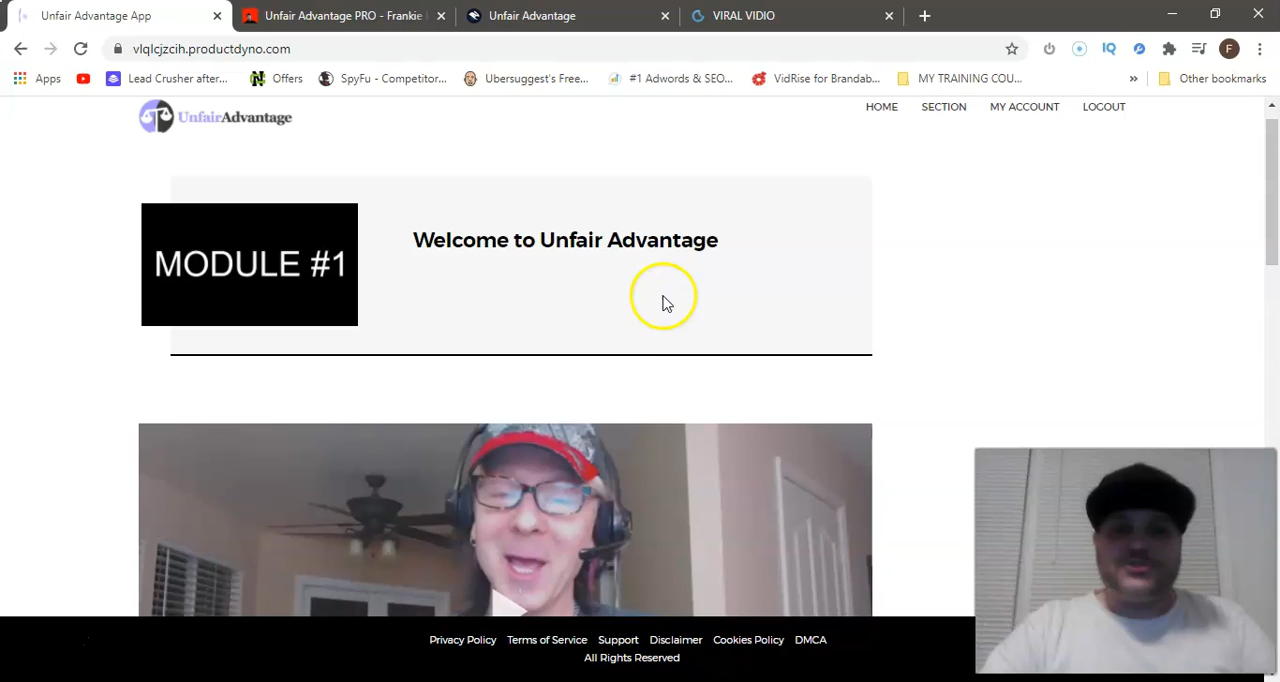 Unfair Advantage App
Unfair Advantage PRO - Frankie
Unfair Advantage
VIRAL VIDIO
vlqlcjzcih.productdyno.com
F
Apps
Lead Crusher after...
Offers
SpyFu - Competitor...
Ubersuggest's Free...
#1 Adwords & SEO...
VidRise for Brandab...
MY TRAINING COU...
»
Other bookmarks
UnfairAdvantage
HOME
SECTION
MY ACCOUNT
LOGOUT
MODULE #1
Welcome to Unfair Advantage
Privacy Policy
Terms of Service
Support
Disclaimer
Cookies Policy
DMCA
All Rights Reserved